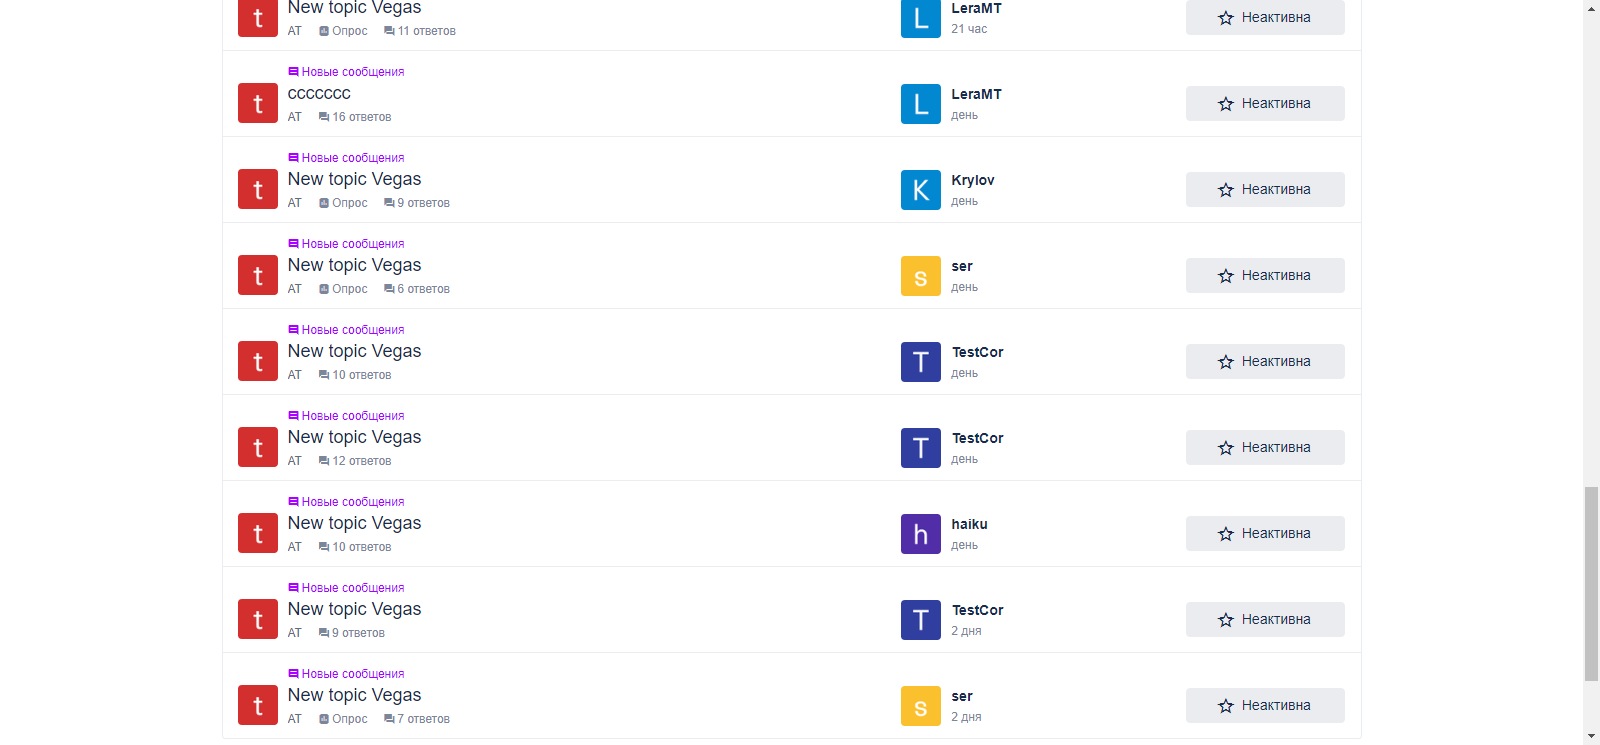 t New topic Vegas L LeraMT Неактивна
AT Опрос 11 ответов 21 час
Новые сообщения
t ССССССС L LeraMT Неактивна
AT 16 ответов день
Новые сообщения
t New topic Vegas K Krylov Неактивна
AT Опрос 9 ответов день
Новые сообщения
t New topic Vegas s ser Неактивна
AT Опрос 6 ответов день
Новые сообщения
t New topic Vegas T TestCor Неактивна
AT 10 ответов день
Новые сообщения
t New topic Vegas T TestCor Неактивна
AT 12 ответов день
Новые сообщения
t New topic Vegas h haiku Неактивна
AT 10 ответов день
Новые сообщения
t New topic Vegas T TestCor Неактивна
AT 9 ответов 2 дня
Новые сообщения
t New topic Vegas s ser Неактивна
AT Опрос 7 ответов 2 дня